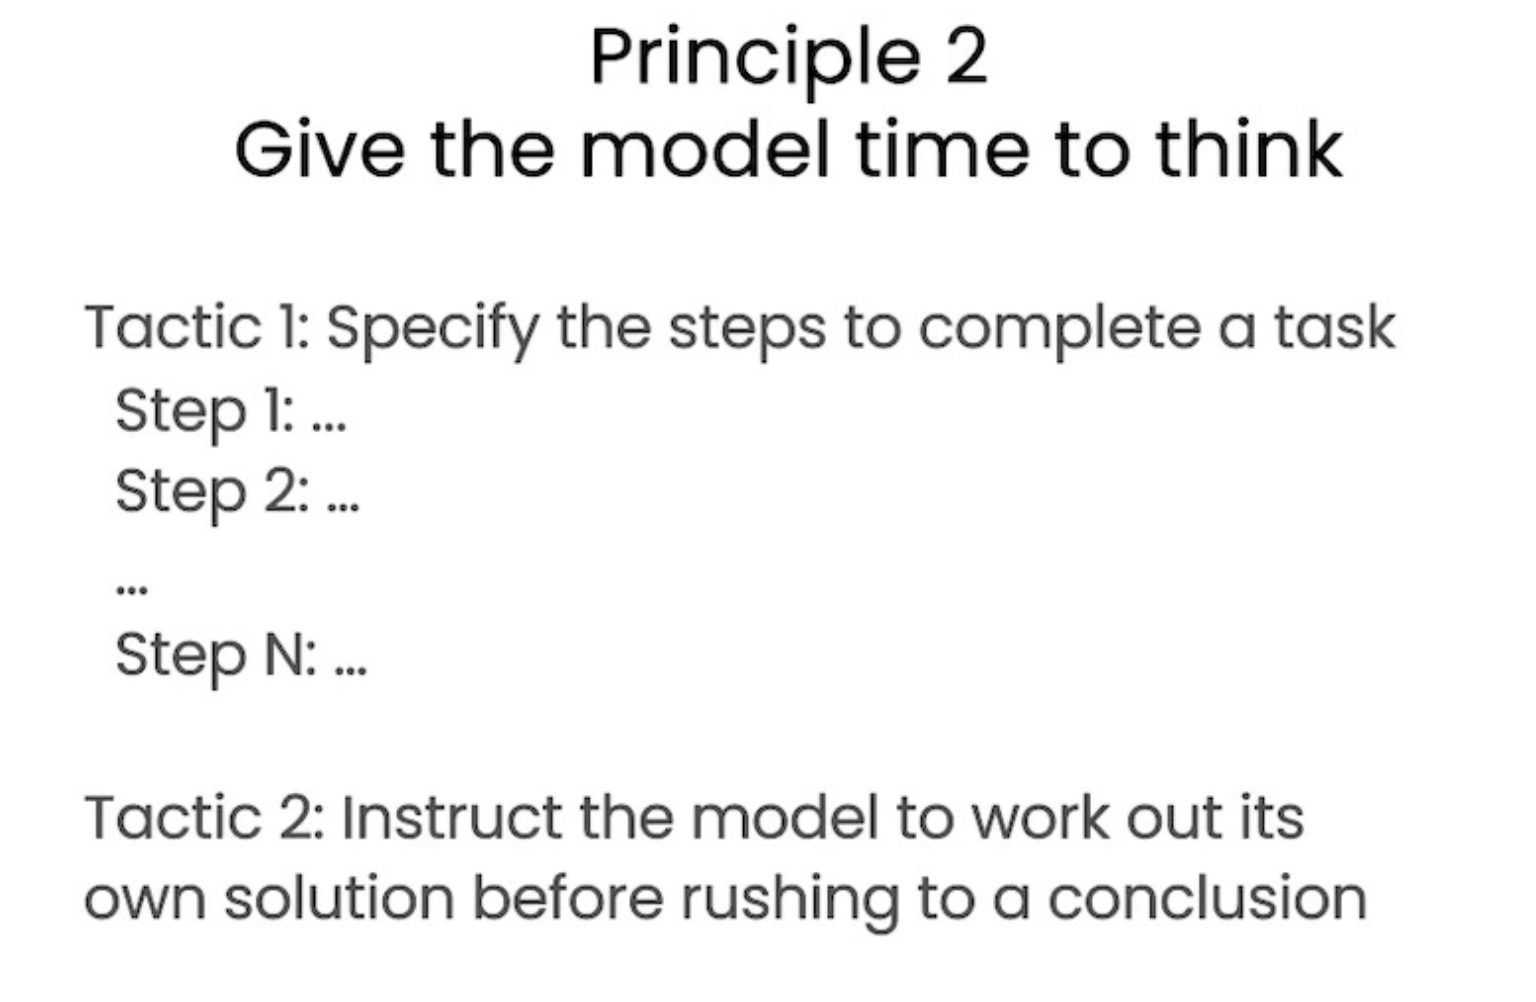 Principle 2
Give the model time to think
Tactic 1: Specify the steps to complete a task
Step 1: ...
Step 2: ...
...
Step N: ...
Tactic 2: Instruct the model to work out its
own solution before rushing to a conclusion